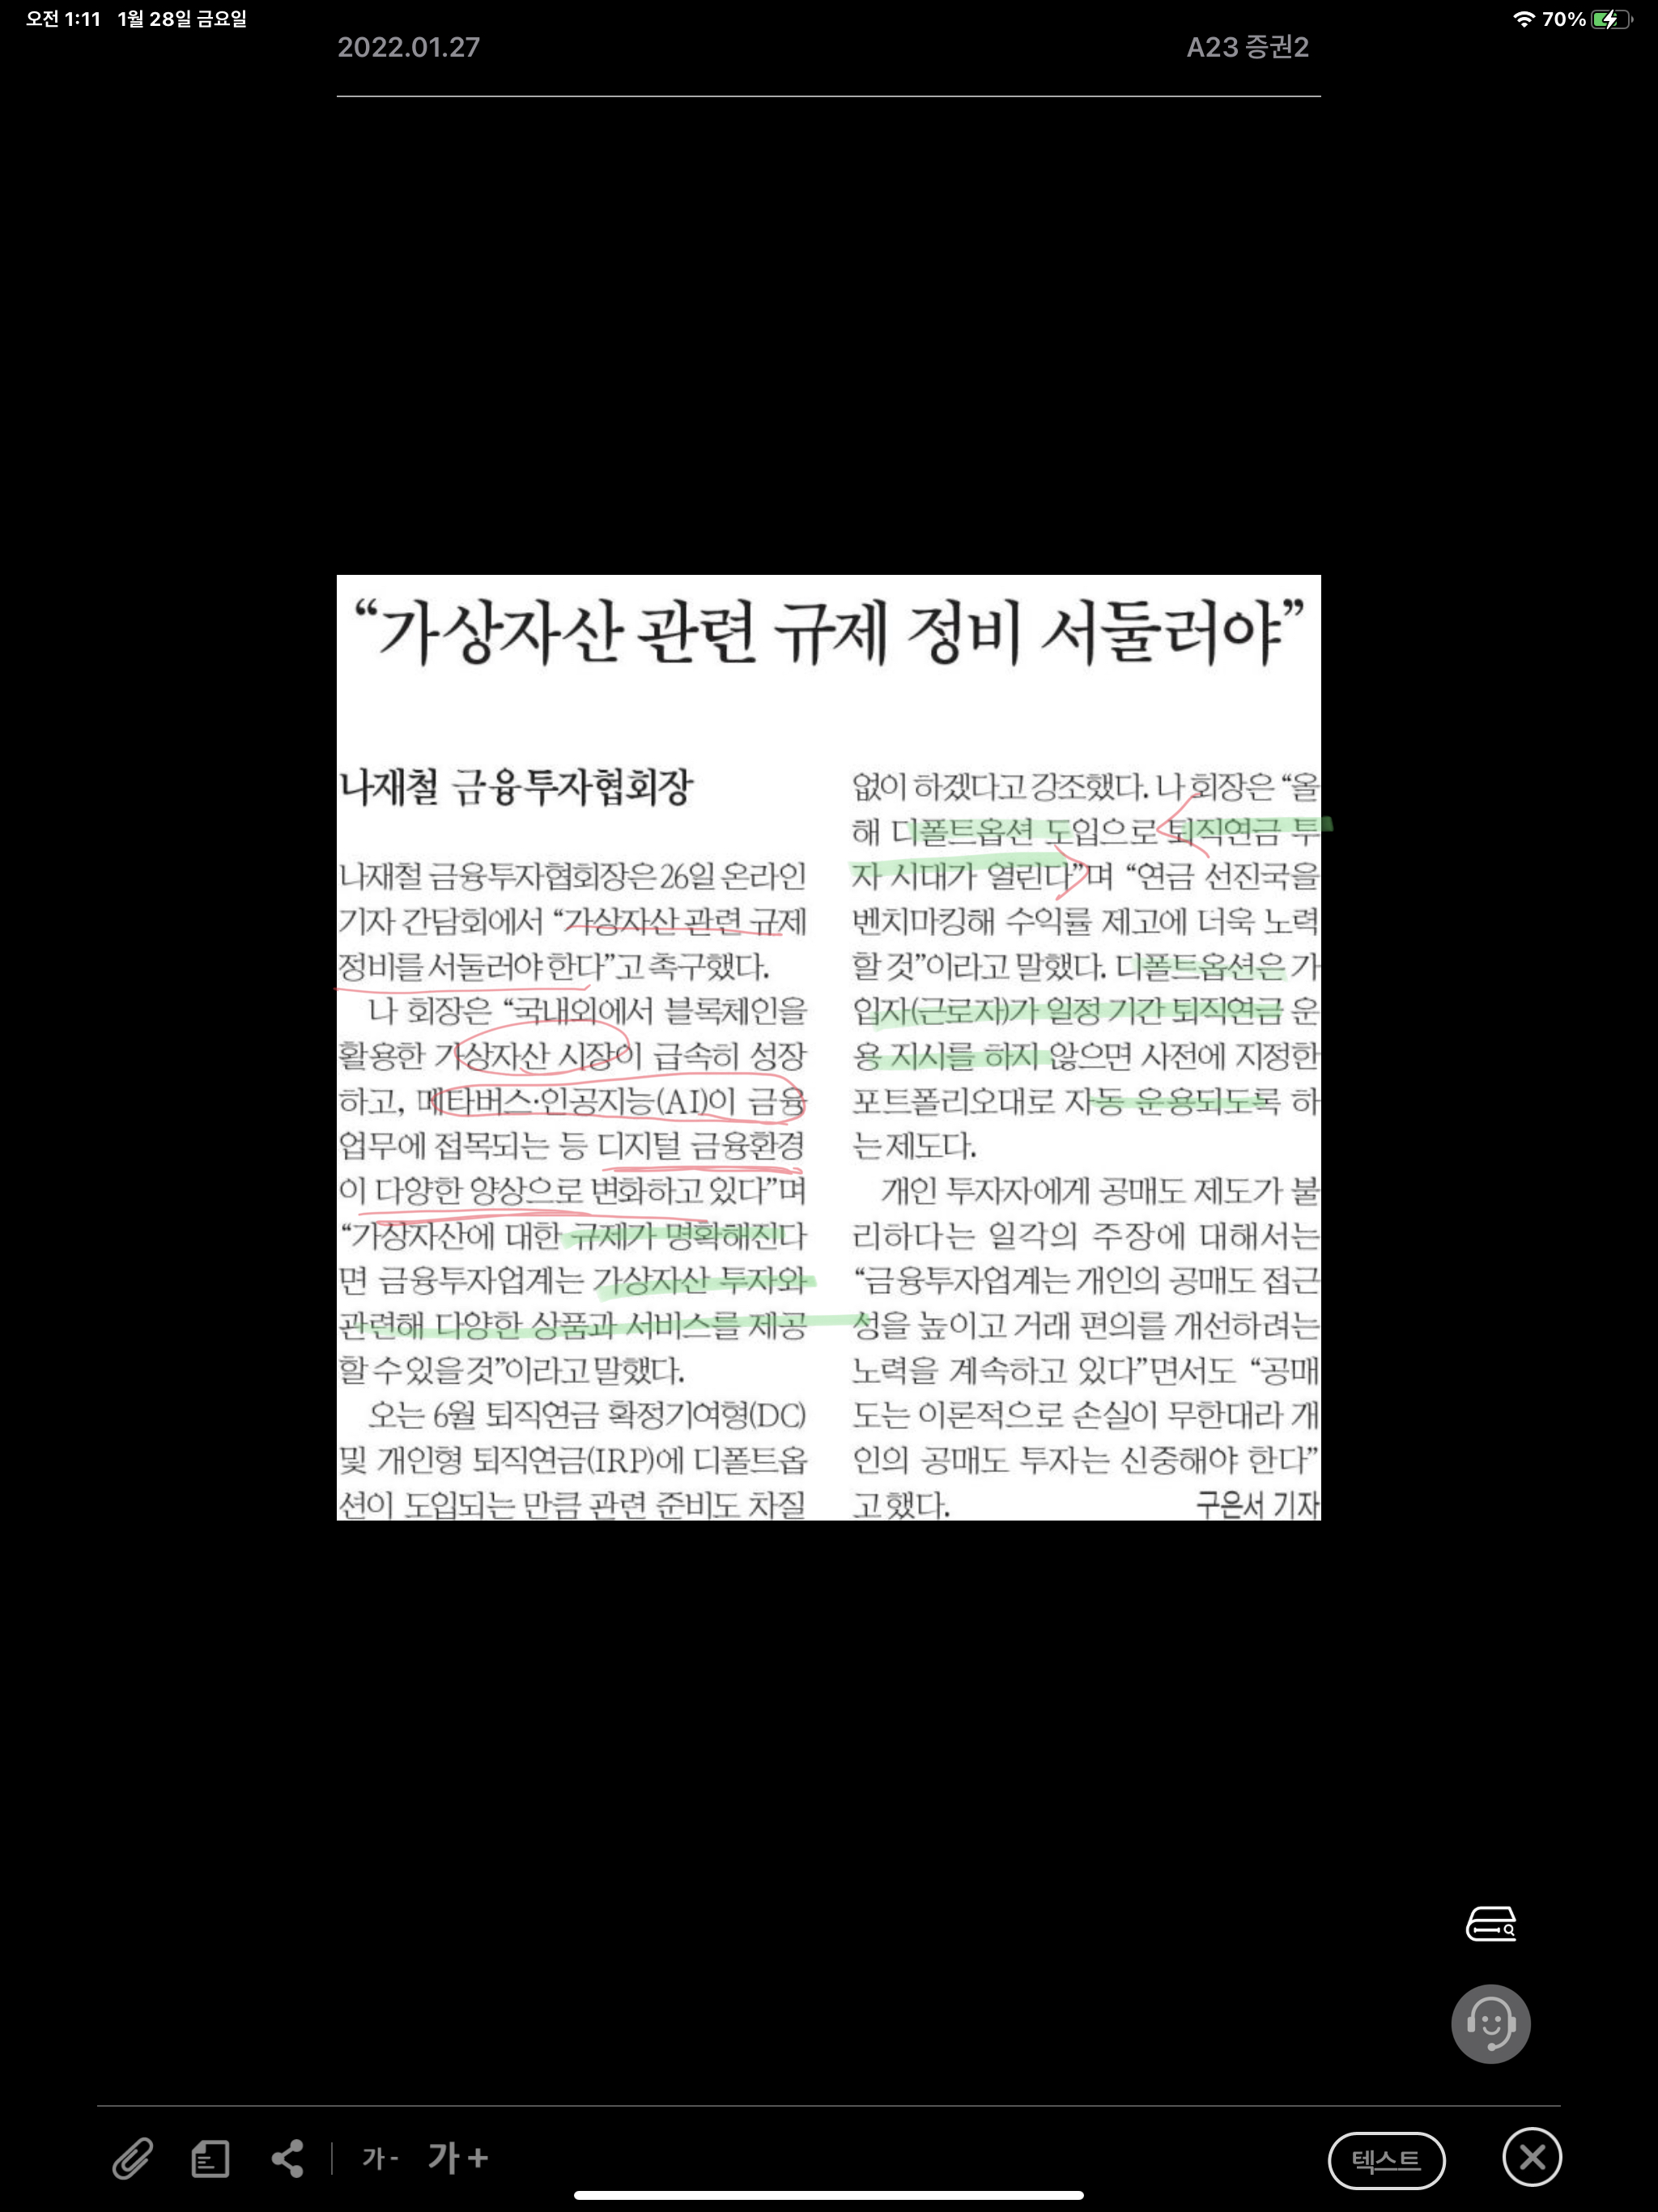 오전 1:11 1월 28일 금요일
70%
2022.01.27
A23 증권2
“가상자산 관련 규제 정비 서둘러야”
나재철 금융투자협회장
나재철 금융투자협회장은 26일 온라인
기자 간담회에서 “가상자산 관련 규제
정비를 서둘러야 한다”고 촉구했다.
나 회장은 “국내외에서 블록체인을
활용한 가상자산 시장이 급속히 성장
하고, 메타버스·인공지능(AI)이 금융
업무에 접목되는 등 디지털 금융환경
이 다양한 양상으로 변화하고 있다”며
“가상자산에 대한 규제가 명확해진다
면 금융투자업계는 가상자산 투자와
관련해 다양한 상품과 서비스를 제공
할 수 있을 것”이라고 말했다.
오는 6월 퇴직연금 확정기여형(DC)
및 개인형 퇴직연금(IRP)에 디폴트옵
션이 도입되는 만큼 관련 준비도 차질
없이 하겠다고 강조했다. 나 회장은 “올
해 디폴트옵션 도입으로 퇴직연금 투
자 시대가 열린다”며 “연금 선진국을
벤치마킹해 수익률 제고에 더욱 노력
할 것”이라고 말했다. 디폴트옵션은 가
입자(근로자)가 일정 기간 퇴직연금 운
용 지시를 하지 않으면 사전에 지정한
포트폴리오대로 자동 운용되도록 하
는 제도다.
개인 투자자에게 공매도 제도가 불
리하다는 일각의 주장에 대해서는
“금융투자업계는 개인의 공매도 접근
성을 높이고 거래 편의를 개선하려는
노력을 계속하고 있다”면서도 “공매
도는 이론적으로 손실이 무한대라 개
인의 공매도 투자는 신중해야 한다”
고 했다.
구은서 기자
가- 가+
텍스트